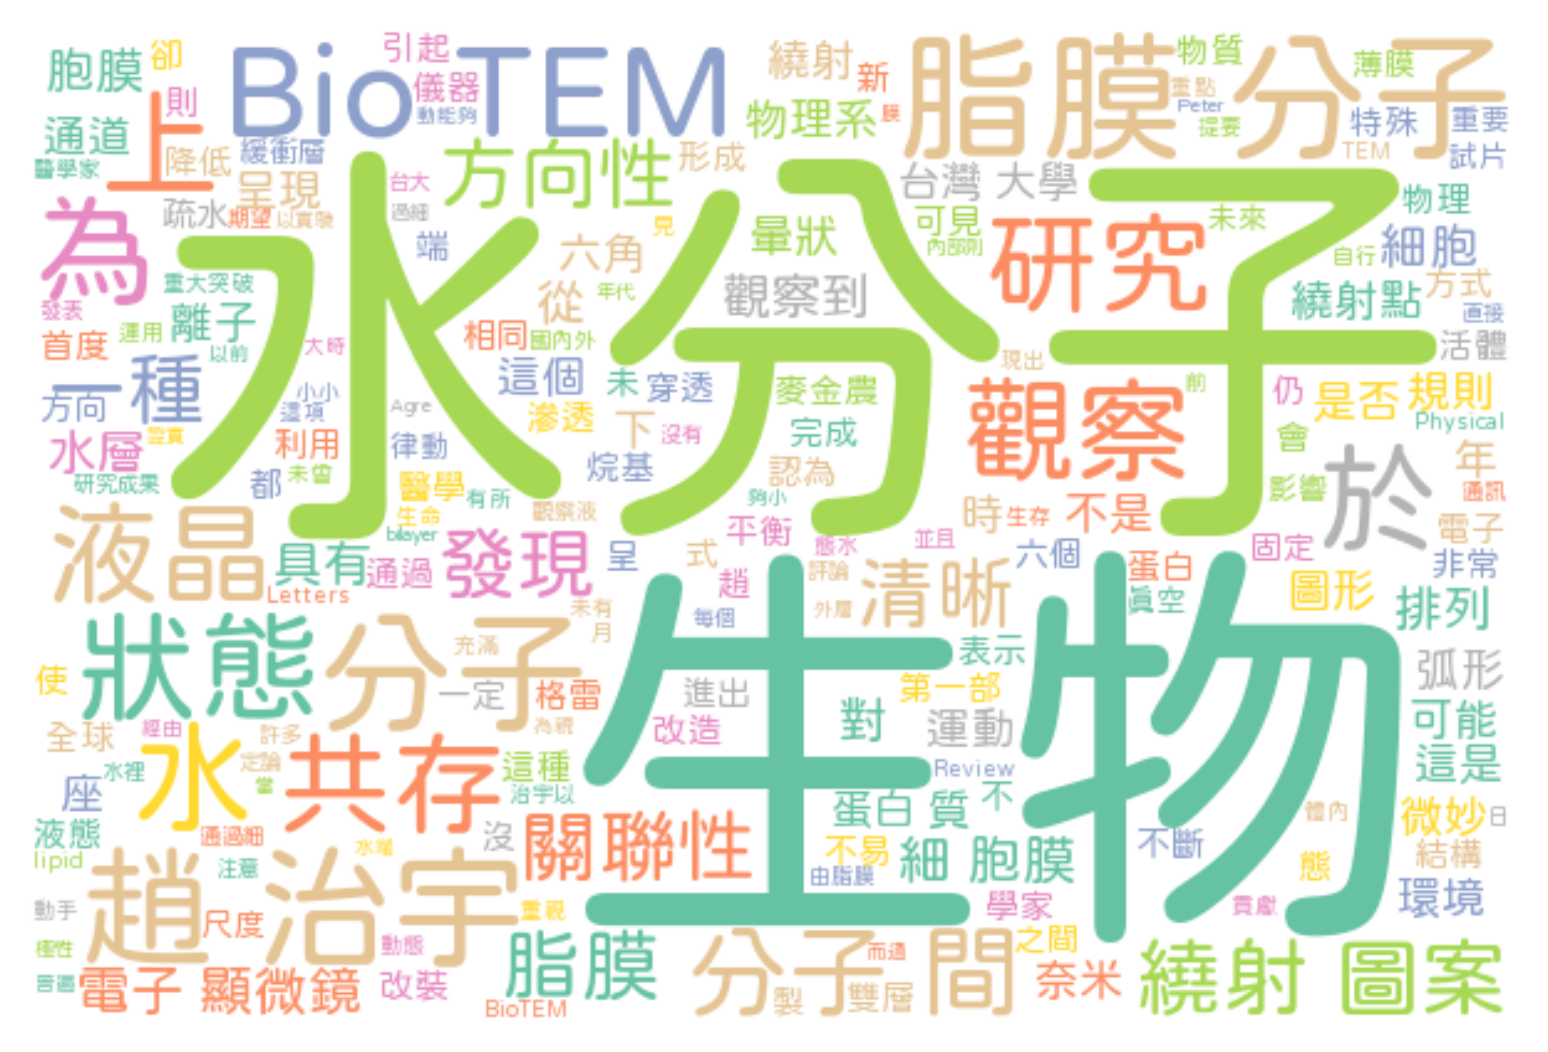 胞膜 卻 BioTEM 引起 繞射 脂膜分子 物質 薄膜
則 儀器 新 重點
通道 上 動能夠 物理系 膜 Peter 提要 特殊 重要
醫學家 降低 緩衝層 方向性 形成 TEM 試片
為 呈現 台大 水分子 台灣 大學 物理
疏水 期望 以實驗 過細 端 六角 見 暈狀 可見 內部則 研究 未來 細胞
重大突破 自行
發表 離子 從 年代 觀察到 繞射點 方式
首度 運用 以前 大時 相同 國內外 直接 活體
一種 小小 這項 這個 未 穿透 麥金農 現出 觀察 前 仍 是否 規則
方向 Agre 滲透 下 沒有 完成 Physical
水層 利用 律動 會 於
研究成果 都 未曾 醫學 有所 烷基 認為 夠小 影響 年 通訊
液晶 生命 觀察液 平衡 時 生存 不是 電子
bilayer 態水 並且
具有 通過 發現 呈 式 趙 評論 清晰 六個 蛋白 固定 非常
Letters 未有 月 每個 外層 真空 圖形 排列
狀態 分子 充滿 生物 表示 弧形
使 一定 格雷 進出 第一部
全球 經由 許多 為視 改造 對 運動 可能
水 定論 共存 這種 Review 這是
座 水裡 當 治宇以 蛋白 質 不 體內 微妙 日
液態 通過細 沒 關聯性 不斷
lipid 水端 不易 細 胞膜 結構
趙 治宇 注意 由脂膜 態 環境
動手 尺度 重視 學家 貢獻
極性 動態 脂膜 分子 間 而通 之間 繞射 圖案
普遍 電子 顯微鏡 改裝 BioTEM 製 雙層 奈米